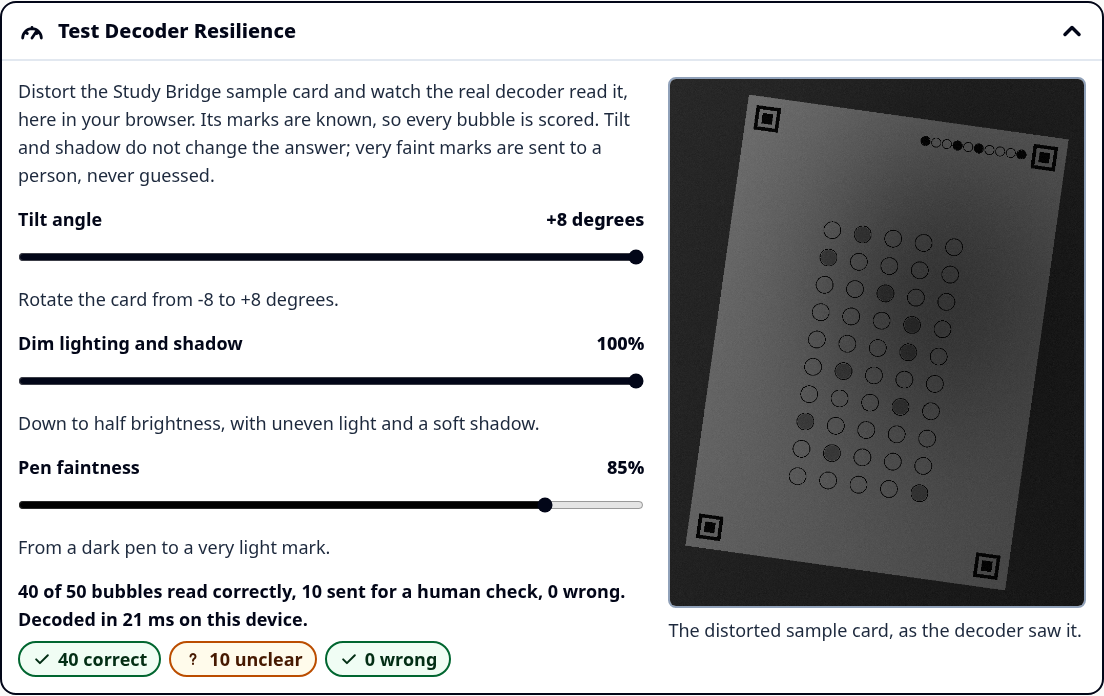 Test Decoder Resilience
Distort the Study Bridge sample card and watch the real decoder read it,
here in your browser. Its marks are known, so every bubble is scored. Tilt
and shadow do not change the answer; very faint marks are sent to a
person, never guessed.
Tilt angle +8 degrees
Rotate the card from -8 to +8 degrees.
Dim lighting and shadow 100%
Down to half brightness, with uneven light and a soft shadow.
Pen faintness 85%
From a dark pen to a very light mark.
40 of 50 bubbles read correctly, 10 sent for a human check, 0 wrong.
Decoded in 21 ms on this device.
40 correct
? 10 unclear
0 wrong
The distorted sample card, as the decoder saw it.